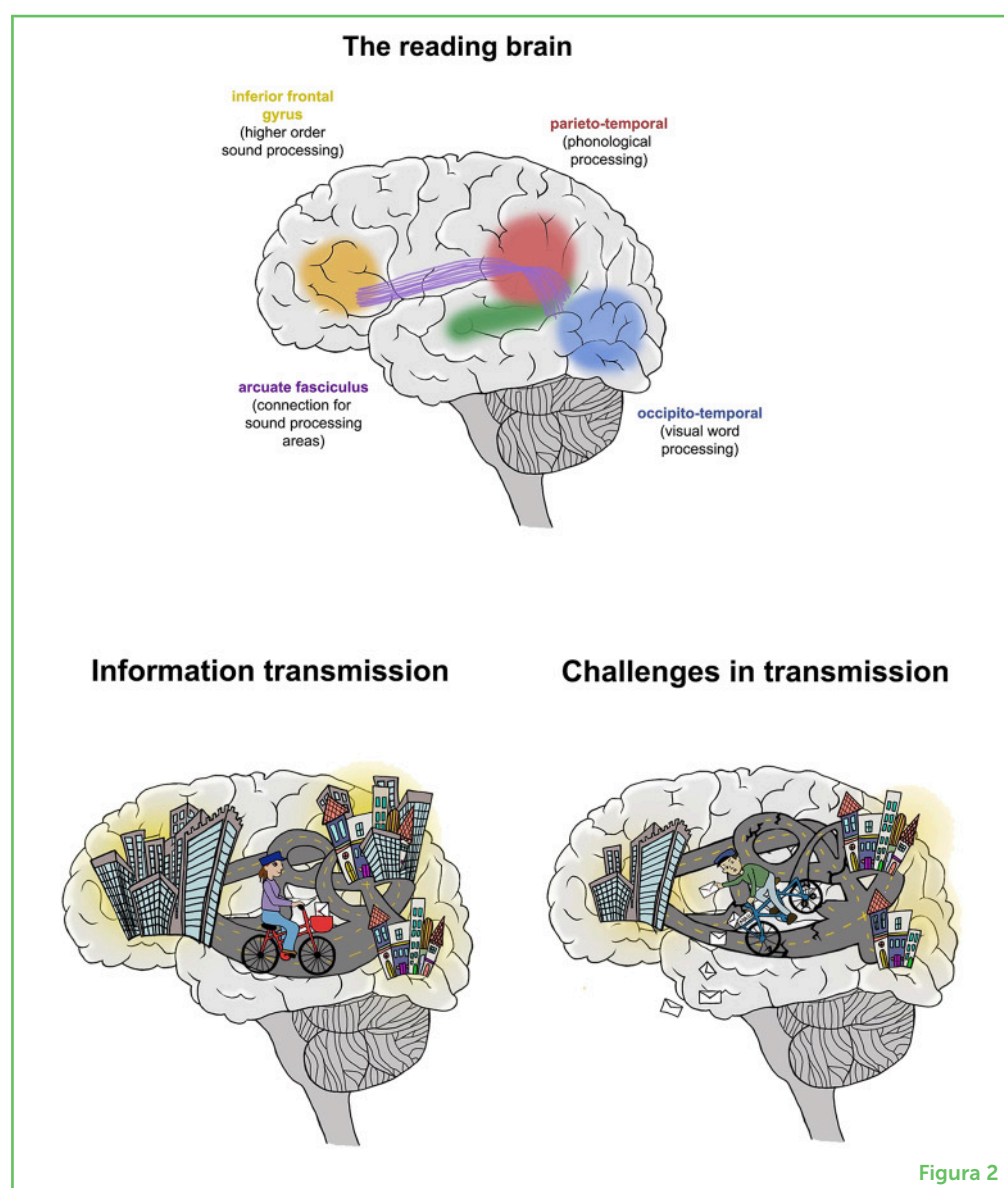 The reading brain
inferior frontal
gyrus
(higher order
sound processing)
parieto-temporal
(phonological
processing)
arcuate fasciculus
(connection for
sound processing
areas)
occipito-temporal
(visual word
processing)
Information transmission
Challenges in transmission
Figura 2